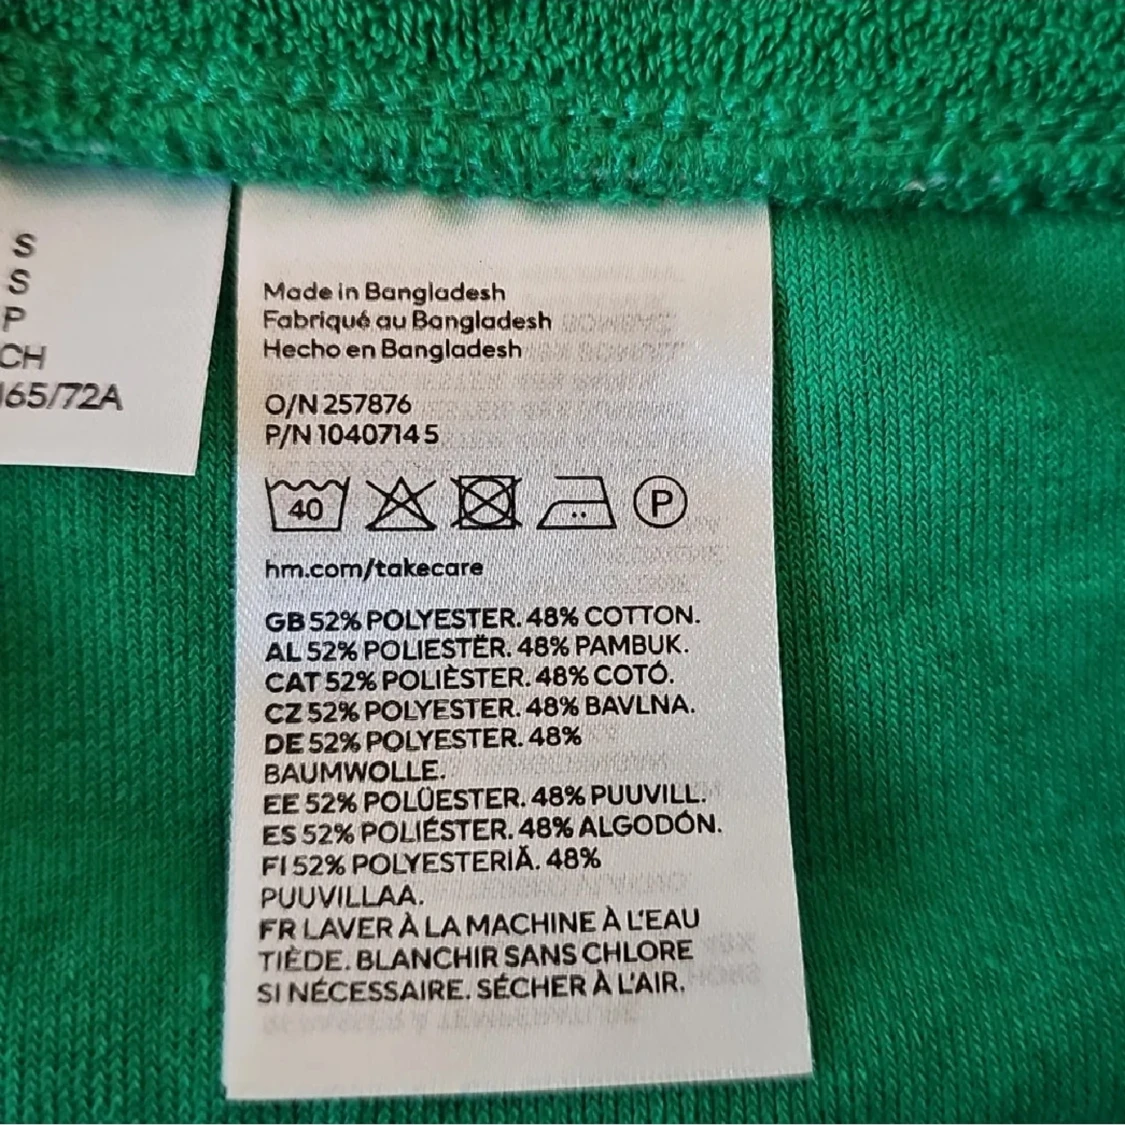 S
S
P
CH
165/72A
Made in Bangladesh
Fabriqué au Bangladesh
Hecho en Bangladesh
O/N 257876
P/N 10407145
40
P
hm.com/takecare
GB 52% POLYESTER. 48% COTTON.
AL 52% POLIESTËR. 48% PAMBUK.
CAT 52% POLIÈSTER. 48% COTÓ.
CZ 52% POLYESTER. 48% BAVLNA.
DE 52% POLYESTER. 48%
BAUMWOLLE.
EE 52% POLÜESTER. 48% PUUVILL.
ES 52% POLIÉSTER. 48% ALGODÓN.
FI 52% POLYESTERIÄ. 48%
PUUVILLAA.
FR LAVER À LA MACHINE À L'EAU
TIÈDE. BLANCHIR SANS CHLORE
SI NÉCESSAIRE. SÉCHER À L'AIR.